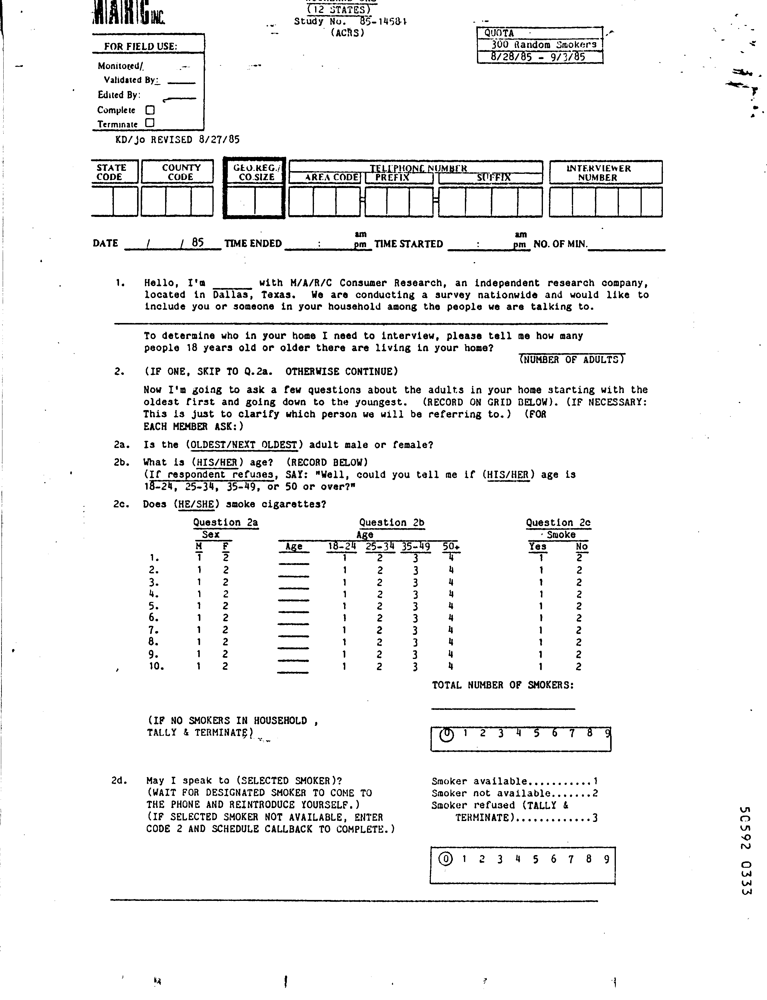 M/A/R/C INC.
(12 STATES)
Study No. 85-14584
(ACRS)
QUOTA
300 Random Smokers
8/28/85 - 9/3/85
FOR FIELD USE:
Monitored/
Validated By:
Edited By:
Complete
Terminate
KD/jo REVISED 8/27/85
STATE CODE COUNTY CODE GEO.REG./ CO.SIZE TELEPHONE NUMBER INTERVIEWER NUMBER
AREA CODE PREFIX SUFFIX
DATE / / 85 TIME ENDED : am pm TIME STARTED : am pm NO. OF MIN.
1. Hello, I'm ______ with M/A/R/C Consumer Research, an independent research company,
located in Dallas, Texas. We are conducting a survey nationwide and would like to
include you or someone in your household among the people we are talking to.
To determine who in your home I need to interview, please tell me how many
people 18 years old or older there are living in your home?
(NUMBER OF ADULTS)
2. (IF ONE, SKIP TO Q.2a. OTHERWISE CONTINUE)
Now I'm going to ask a few questions about the adults in your home starting with the
oldest first and going down to the youngest. (RECORD ON GRID BELOW). (IF NECESSARY:
This is just to clarify which person we will be referring to.) (FOR
EACH MEMBER ASK:)
2a. Is the (OLDEST/NEXT OLDEST) adult male or female?
2b. What is (HIS/HER) age? (RECORD BELOW)
(If respondent refuses, SAY: "Well, could you tell me if (HIS/HER) age is
18-24, 25-34, 35-49, or 50 or over?"
2c. Does (HE/SHE) smoke cigarettes?
Question 2a Question 2b Question 2c
Sex Age Smoke
M F Age 18-24 25-34 35-49 50+ Yes No
1. 1 2 1 2 3 4 1 2
2. 1 2 1 2 3 4 1 2
3. 1 2 1 2 3 4 1 2
4. 1 2 1 2 3 4 1 2
5. 1 2 1 2 3 4 1 2
6. 1 2 1 2 3 4 1 2
7. 1 2 1 2 3 4 1 2
8. 1 2 1 2 3 4 1 2
9. 1 2 1 2 3 4 1 2
10. 1 2 1 2 3 4 1 2
TOTAL NUMBER OF SMOKERS:
(IF NO SMOKERS IN HOUSEHOLD ,
TALLY & TERMINATE)
0 1 2 3 4 5 6 7 8 9
2d. May I speak to (SELECTED SMOKER)?
(WAIT FOR DESIGNATED SMOKER TO COME TO
THE PHONE AND REINTRODUCE YOURSELF.)
(IF SELECTED SMOKER NOT AVAILABLE, ENTER
CODE 2 AND SCHEDULE CALLBACK TO COMPLETE.)
Smoker available...........1
Smoker not available.......2
Smoker refused (TALLY &
TERMINATE).............3
0 1 2 3 4 5 6 7 8 9
50592 0333